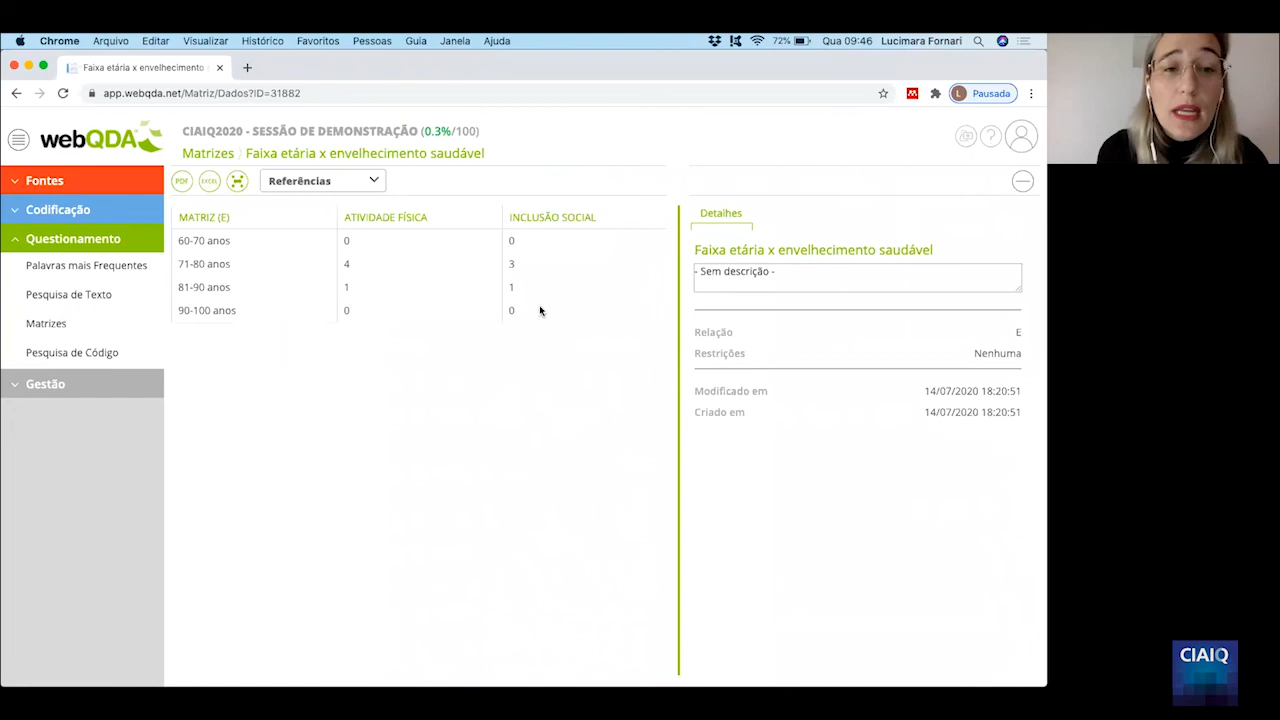 Chrome Arquivo Editar Visualizar Histórico Favoritos Pessoas Guia Janela Ajuda 72% Qua 09:46 Lucimara Fornari
Faixa etária x envelhecimento
app.webqda.net/Matriz/Dados?ID=31882
L Pausada
webQDA
CIAIQ2020 - SESSÃO DE DEMONSTRAÇÃO (0.3%/100)
Matrizes Faixa etária x envelhecimento saudável
Fontes
Codificação
Questionamento
Palavras mais Frequentes
Pesquisa de Texto
Matrizes
Pesquisa de Código
Gestão
PDF EXCEL Referências
MATRIZ (E) ATIVIDADE FÍSICA INCLUSÃO SOCIAL
60-70 anos 0 0
71-80 anos 4 3
81-90 anos 1 1
90-100 anos 0 0
Detalhes
Faixa etária x envelhecimento saudável
- Sem descrição -
Relação E
Restrições Nenhuma
Modificado em 14/07/2020 18:20:51
Criado em 14/07/2020 18:20:51
CIAIQ